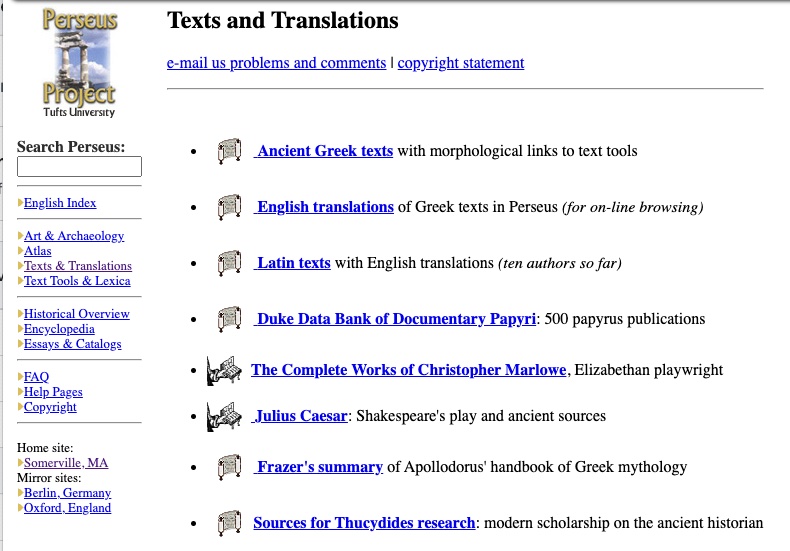 Perseus
Project
Tufts University
Search Perseus:
English Index
Art & Archaeology
Atlas
Texts & Translations
Text Tools & Lexica
Historical Overview
Encyclopedia
Essays & Catalogs
FAQ
Help Pages
Copyright
Home site:
Somerville, MA
Mirror sites:
Berlin, Germany
Oxford, England
Texts and Translations
e-mail us problems and comments | copyright statement
Ancient Greek texts with morphological links to text tools
English translations of Greek texts in Perseus (for on-line browsing)
Latin texts with English translations (ten authors so far)
Duke Data Bank of Documentary Papyri: 500 papyrus publications
The Complete Works of Christopher Marlowe, Elizabethan playwright
Julius Caesar: Shakespeare's play and ancient sources
Frazer's summary of Apollodorus' handbook of Greek mythology
Sources for Thucydides research: modern scholarship on the ancient historian